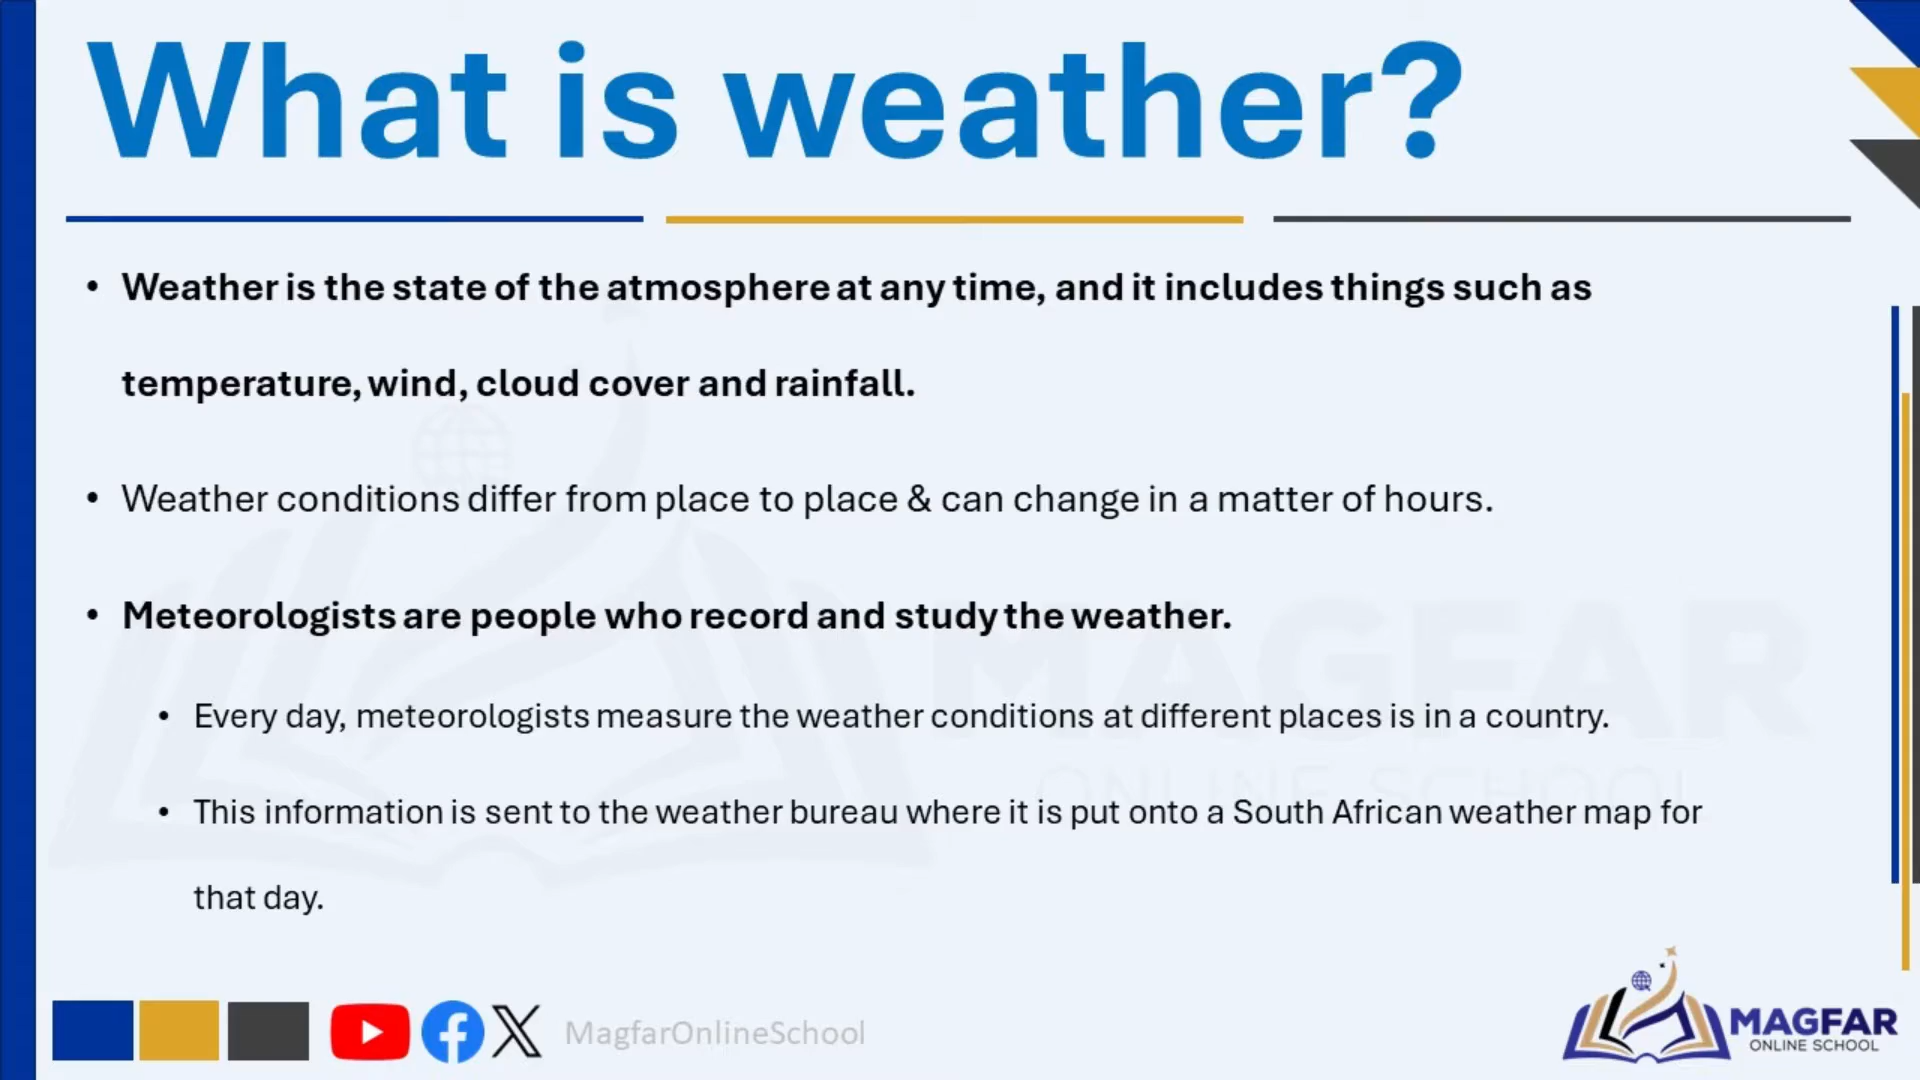 What is weather?
• Weather is the state of the atmosphere at any time, and it includes things such as
temperature, wind, cloud cover and rainfall.
• Weather conditions differ from place to place & can change in a matter of hours.
• Meteorologists are people who record and study the weather.
• Every day, meteorologists measure the weather conditions at different places is in a country.
• This information is sent to the weather bureau where it is put onto a South African weather map for
that day.
MAGFAR
ONLINE SCHOOL
MagfarOnlineSchool
MAGFAR
ONLINE SCHOOL